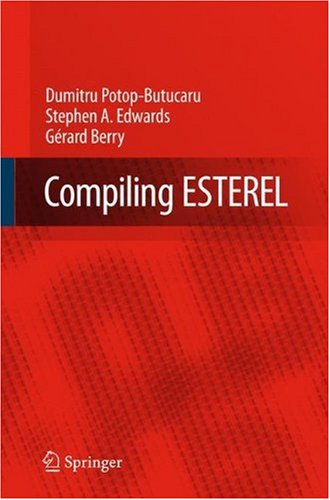 Dumitru Potop-Butucaru
Stephen A. Edwards
Gérard Berry
Compiling ESTEREL
Springer